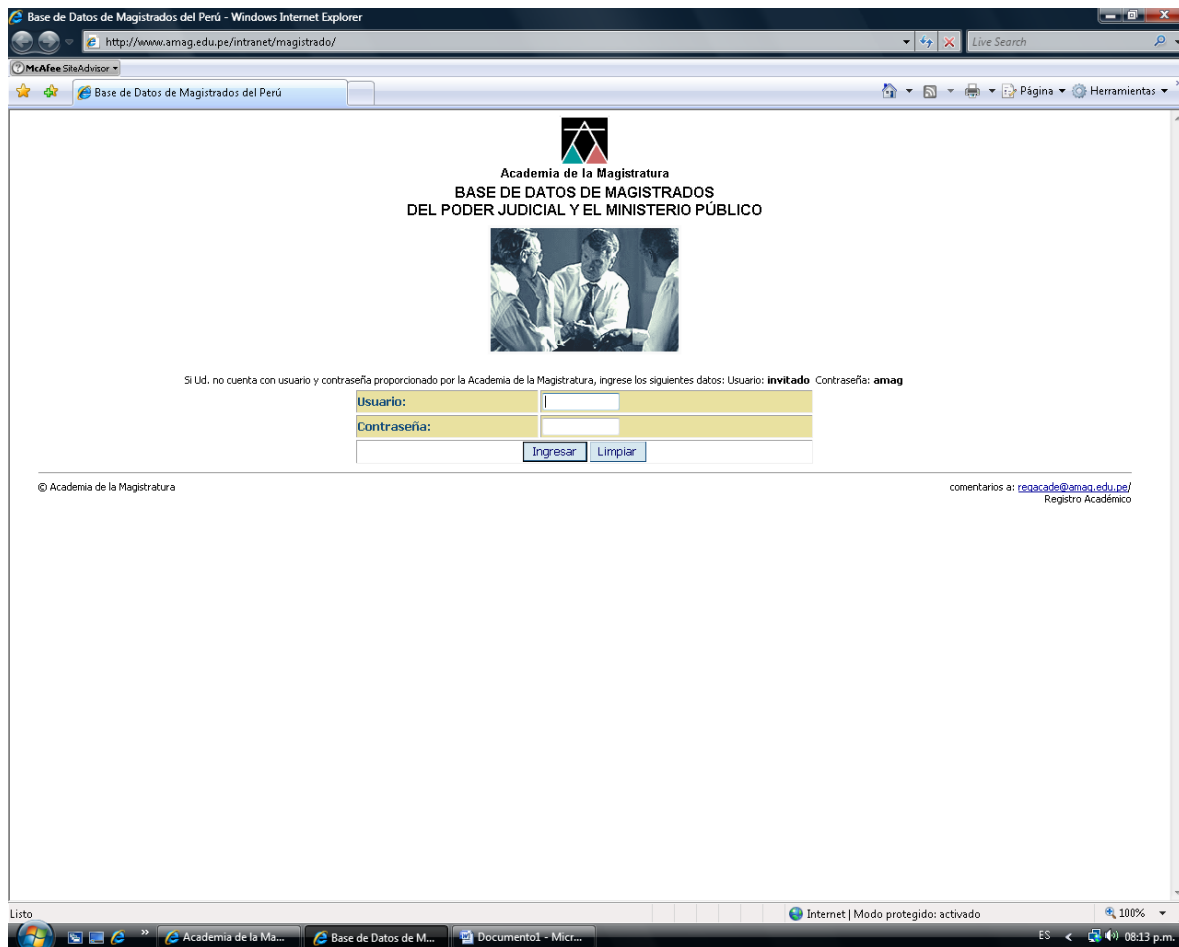 Base de Datos de Magistrados del Perú - Windows Internet Explorer
http://www.amag.edu.pe/intranet/magistrado/
Live Search
McAfee SiteAdvisor
Base de Datos de Magistrados del Perú
Página
Herramientas
Academia de la Magistratura
BASE DE DATOS DE MAGISTRADOS
DEL PODER JUDICIAL Y EL MINISTERIO PÚBLICO
Si Ud. no cuenta con usuario y contraseña proporcionado por la Academia de la Magistratura, ingrese los siguientes datos: Usuario: invitado Contraseña: amag
Usuario:
Contraseña:
Ingresar Limpiar
© Academia de la Magistratura
comentarios a: regacade@amag.edu.pe/
Registro Académico
Listo
Internet | Modo protegido: activado
100%
Academia de la Ma...
Base de Datos de M...
Documento1 - Micr...
ES
08:13 p.m.